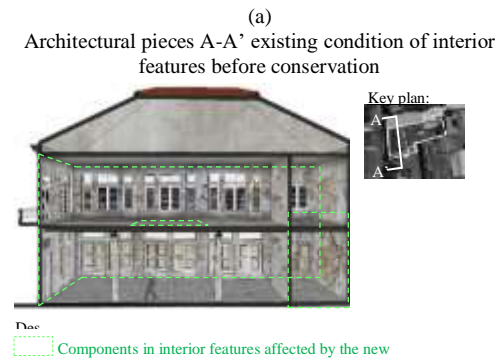 (a)
Architectural pieces A-A’ existing condition of interior
features before conservation
Key plan:
A
A'
Des
Components in interior features affected by the new